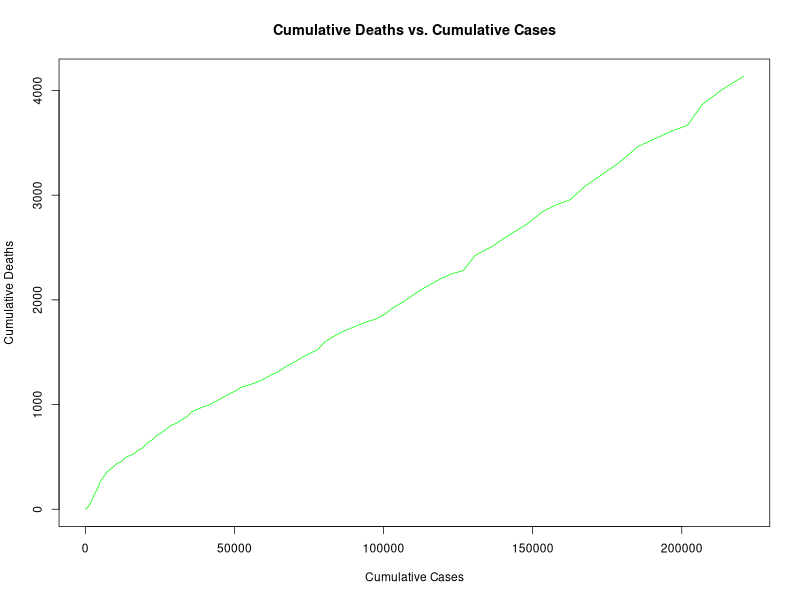 Cumulative Deaths vs. Cumulative Cases
4000
3000
2000
1000
0
Cumulative Deaths
0 50000 100000 150000 200000
Cumulative Cases